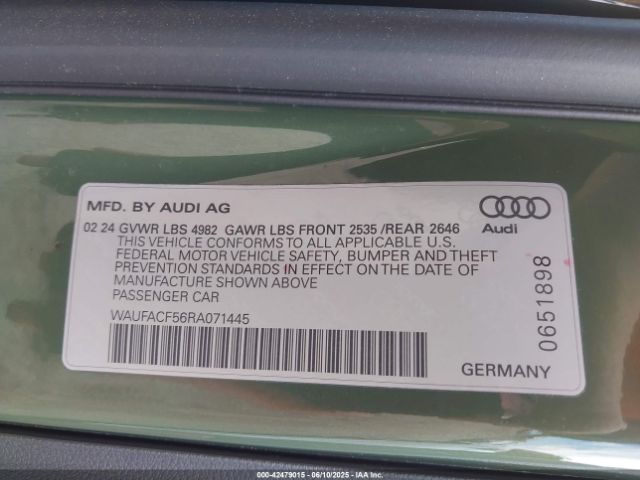 MFD. BY AUDI AG
Audi
02 24 GVWR LBS 4982 GAWR LBS FRONT 2535 /REAR 2646
THIS VEHICLE CONFORMS TO ALL APPLICABLE U.S.
FEDERAL MOTOR VEHICLE SAFETY, BUMPER AND THEFT
PREVENTION STANDARDS IN EFFECT ON THE DATE OF
MANUFACTURE SHOWN ABOVE
PASSENGER CAR
WAUFACF56RA071445
0651898
GERMANY
000-42479015 - 06/10/2025 - IAAI.COM